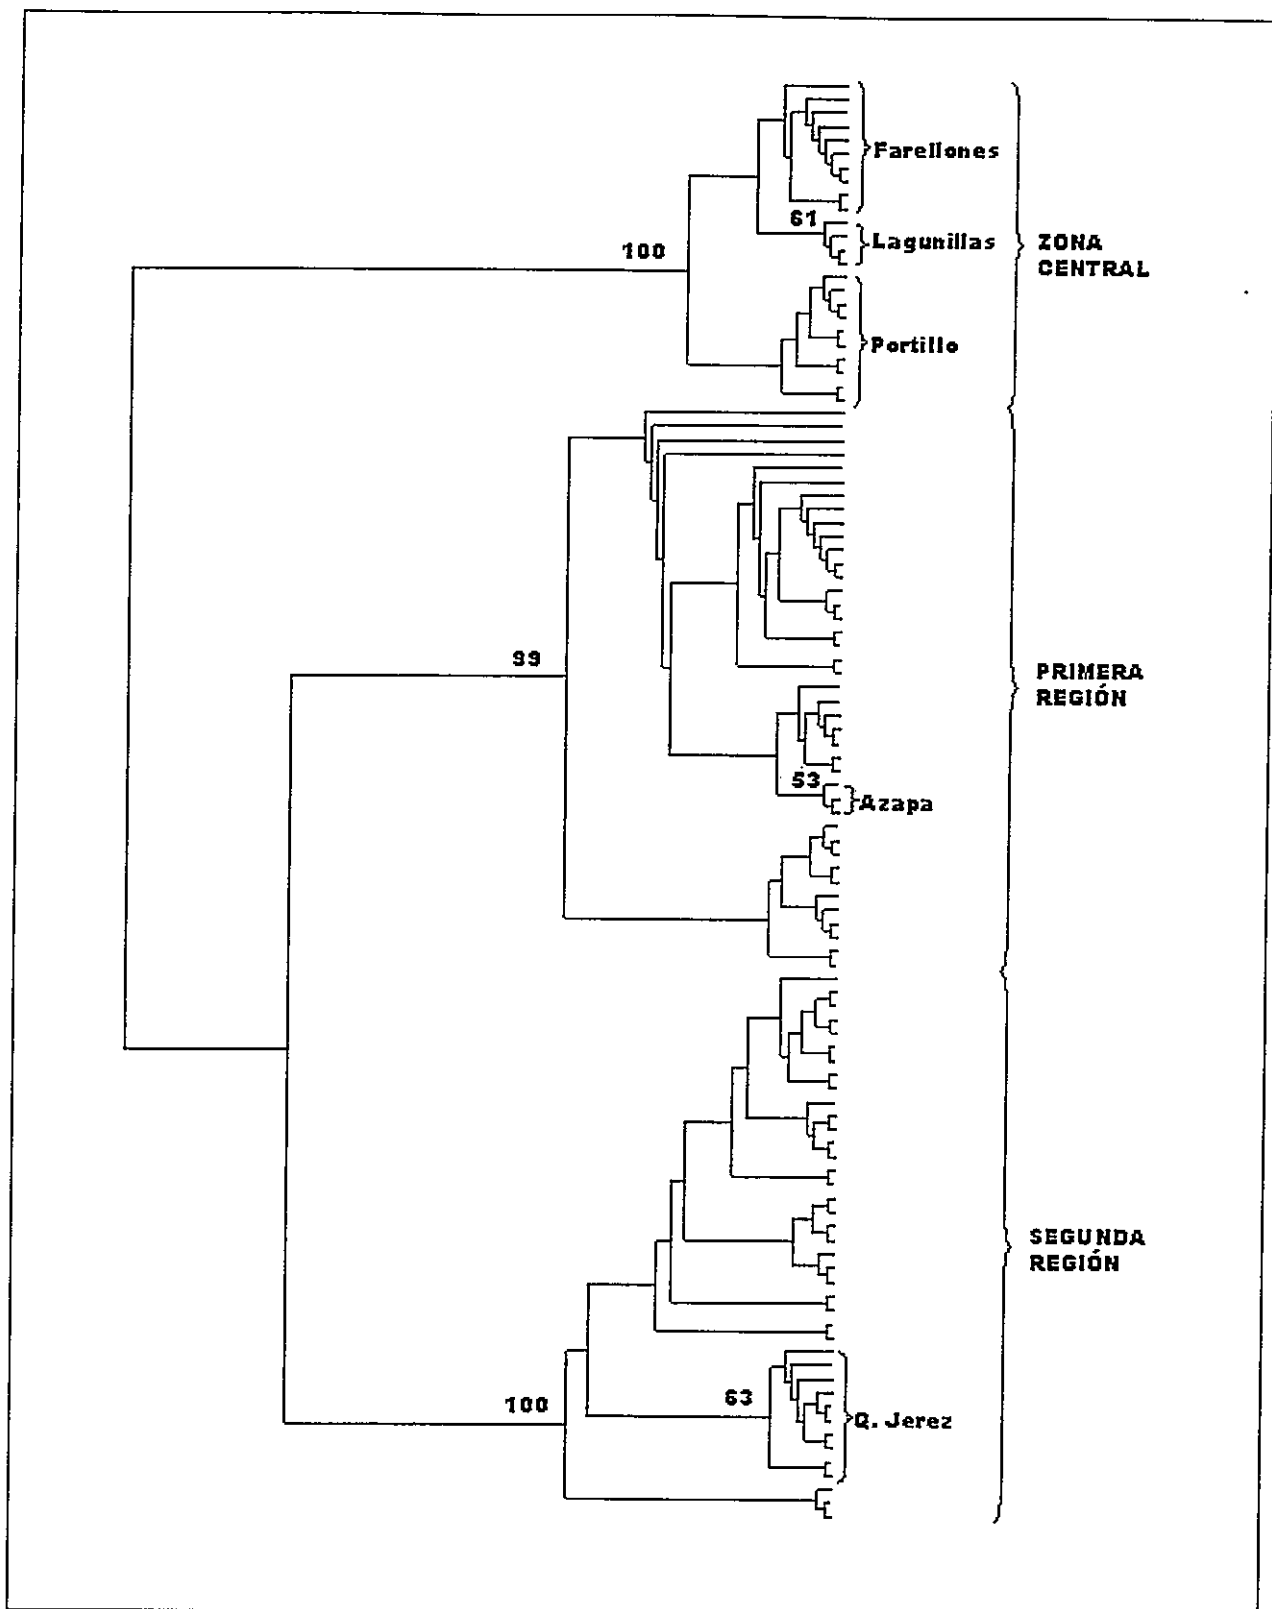 Farellones
61
Lagunillas
100
ZONA
CENTRAL
Portillo
99
PRIMERA
REGIÓN
53
Azapa
SEGUNDA
REGIÓN
100
63
Q. Jerez